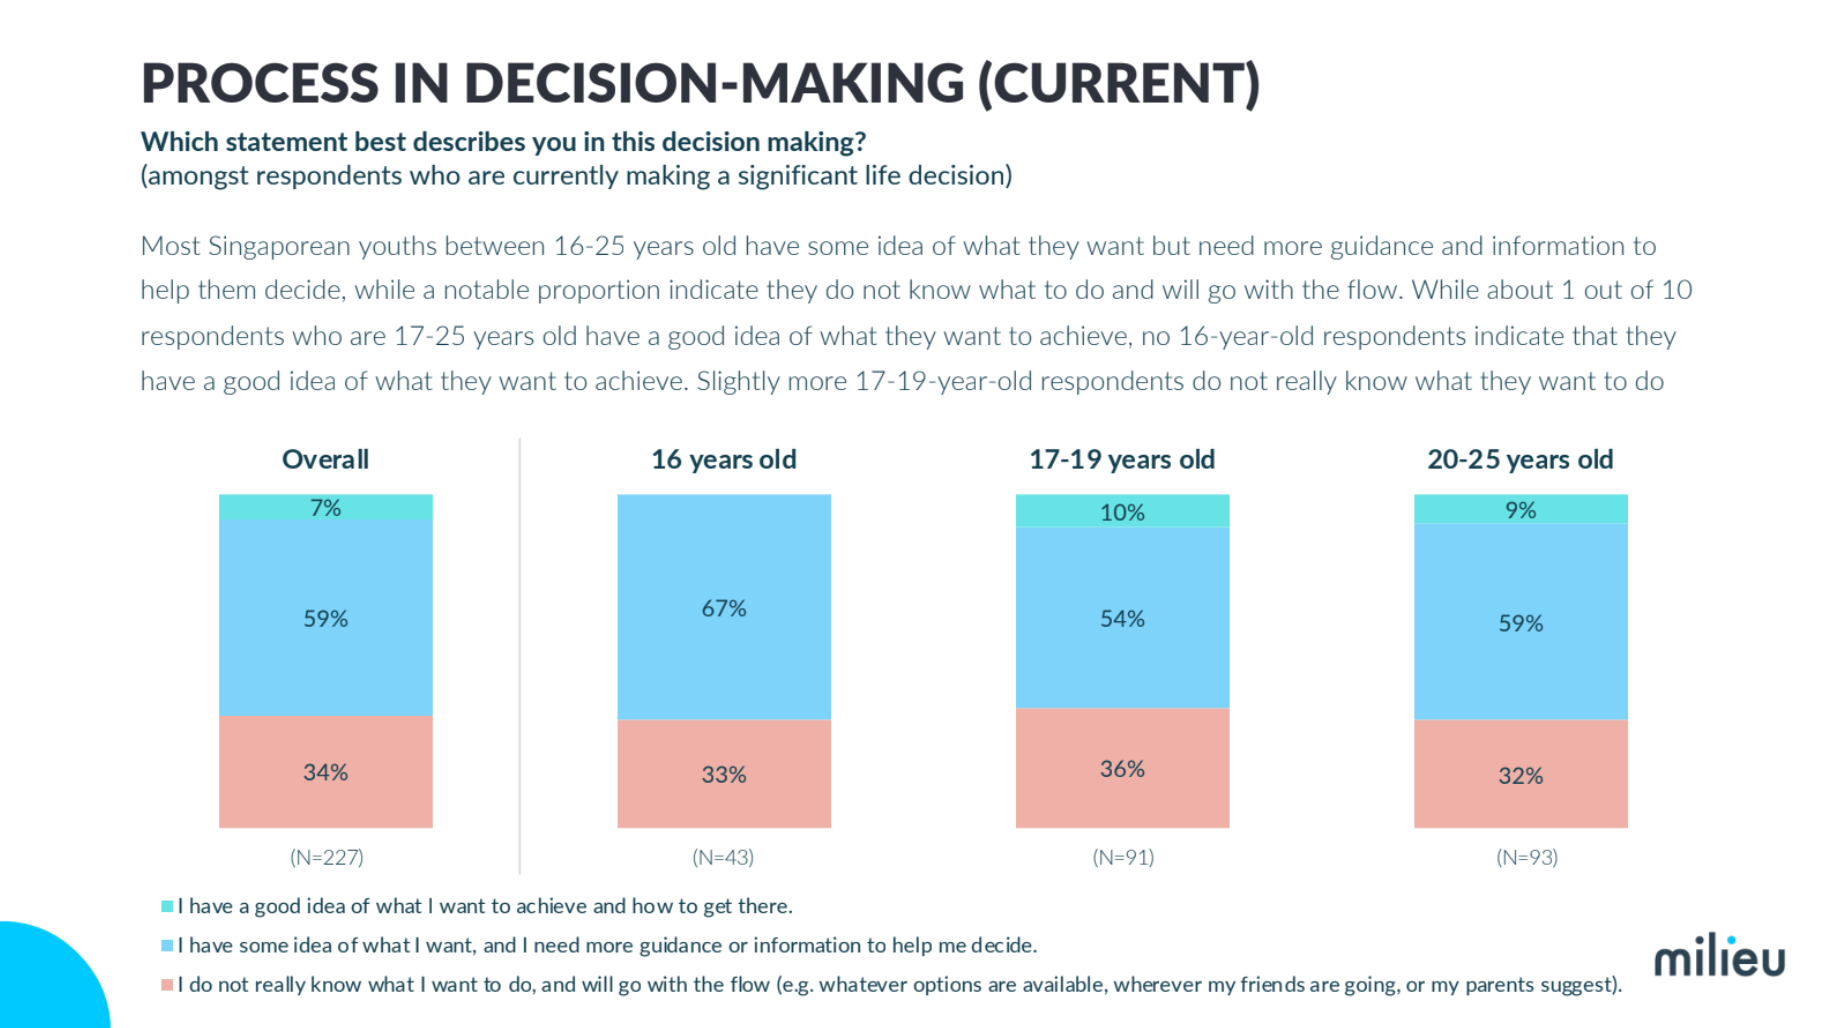 PROCESS IN DECISION-MAKING (CURRENT)
Which statement best describes you in this decision making?
(amongst respondents who are currently making a significant life decision)
Most Singaporean youths between 16-25 years old have some idea of what they want but need more guidance and information to
help them decide, while a notable proportion indicate they do not know what to do and will go with the flow. While about 1 out of 10
respondents who are 17-25 years old have a good idea of what they want to achieve, no 16-year-old respondents indicate that they
have a good idea of what they want to achieve. Slightly more 17-19-year-old respondents do not really know what they want to do
Overall
7%
59%
34%
(N=227)
16 years old
67%
33%
(N=43)
17-19 years old
10%
54%
36%
(N=91)
20-25 years old
9%
59%
32%
(N=93)
I have a good idea of what I want to achieve and how to get there.
I have some idea of what I want, and I need more guidance or information to help me decide.
I do not really know what I want to do, and will go with the flow (e.g. whatever options are available, wherever my friends are going, or my parents suggest).
milieu